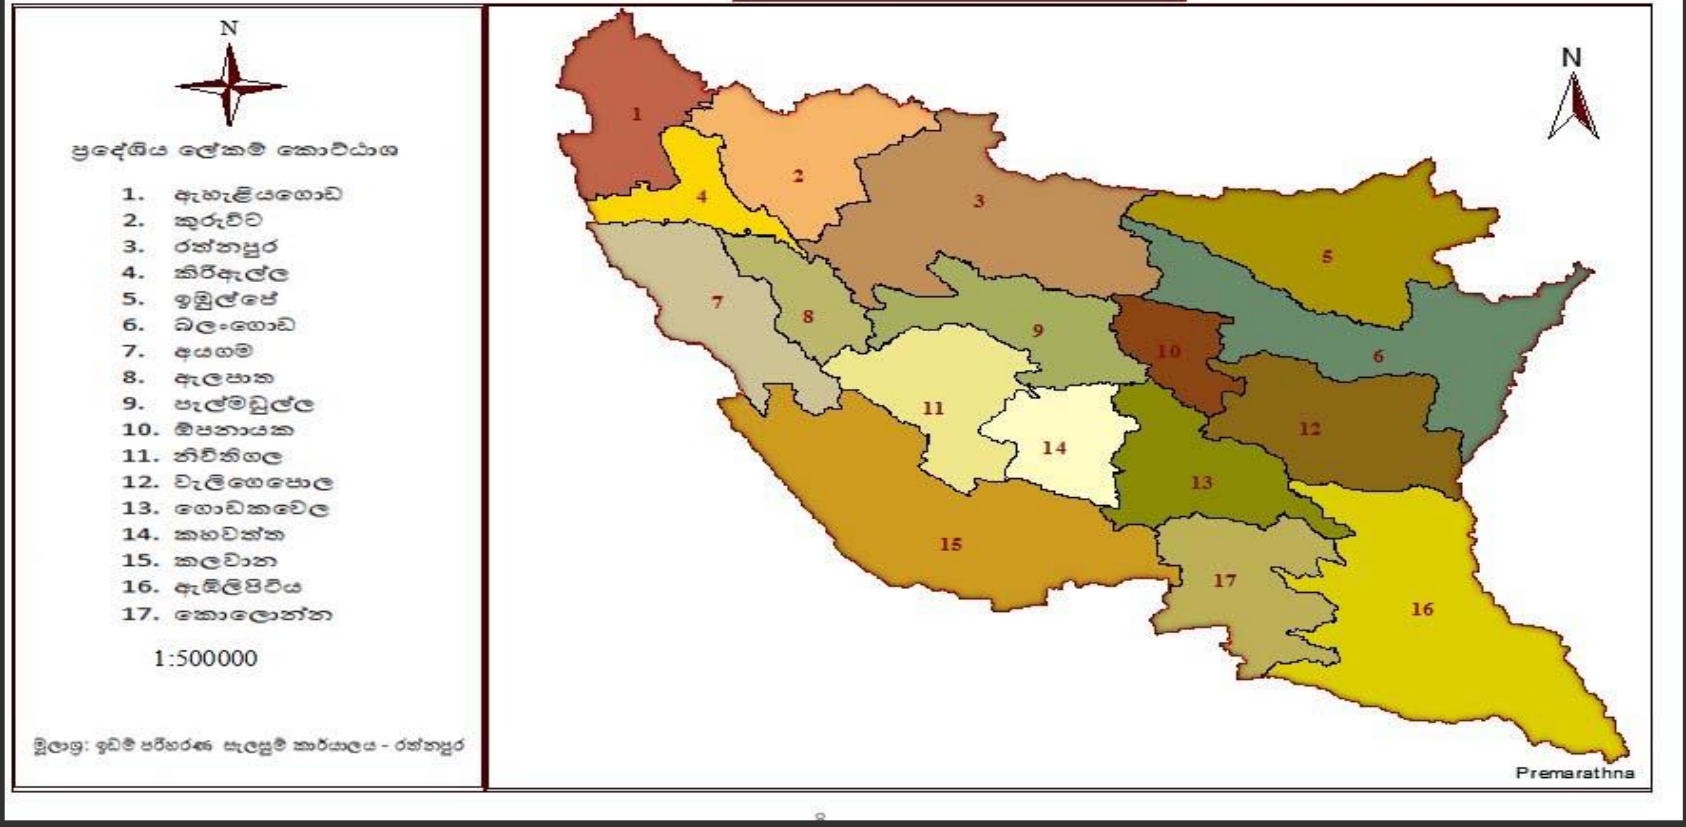 N
ප්‍රදේශීය ලේකම් කොට්ඨාශ
1. ඇහැළියගොඩ
2. කුරුවිට
3. රත්නපුර
4. කිරිඇල්ල
5. ඉඹුල්පේ
6. බලංගොඩ
7. අයගම
8. ඇලපාත
9. පැල්මඩුල්ල
10. ඕපනායක
11. නිවිතිගල
12. වැලිගෙපොල
13. ගොඩකවෙල
14. කහවත්ත
15. කලවාන
16. ඇඹිලිපිටිය
17. කොලොන්න
1:500000
මූලාශ්‍ර: ඉඩම් පරිහරණ සැලසුම් කාර්යාලය - රත්නපුර
N
1
2
3
4
5
6
7
8
9
10
11
12
13
14
15
16
17
Premarathna